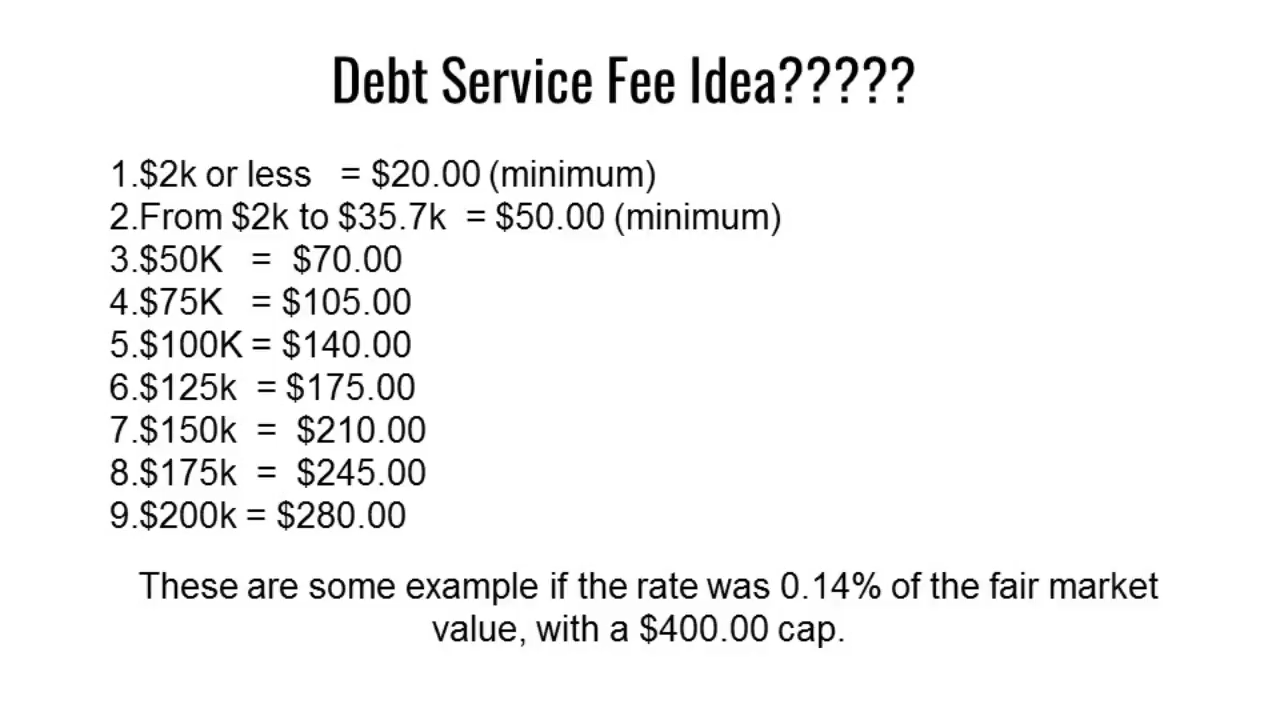 Debt Service Fee Idea?????
1.$2k or less = $20.00 (minimum)
2.From $2k to $35.7k = $50.00 (minimum)
3.$50K = $70.00
4.$75K = $105.00
5.$100K = $140.00
6.$125k = $175.00
7.$150k = $210.00
8.$175k = $245.00
9.$200k = $280.00
These are some example if the rate was 0.14% of the fair market
value, with a $400.00 cap.